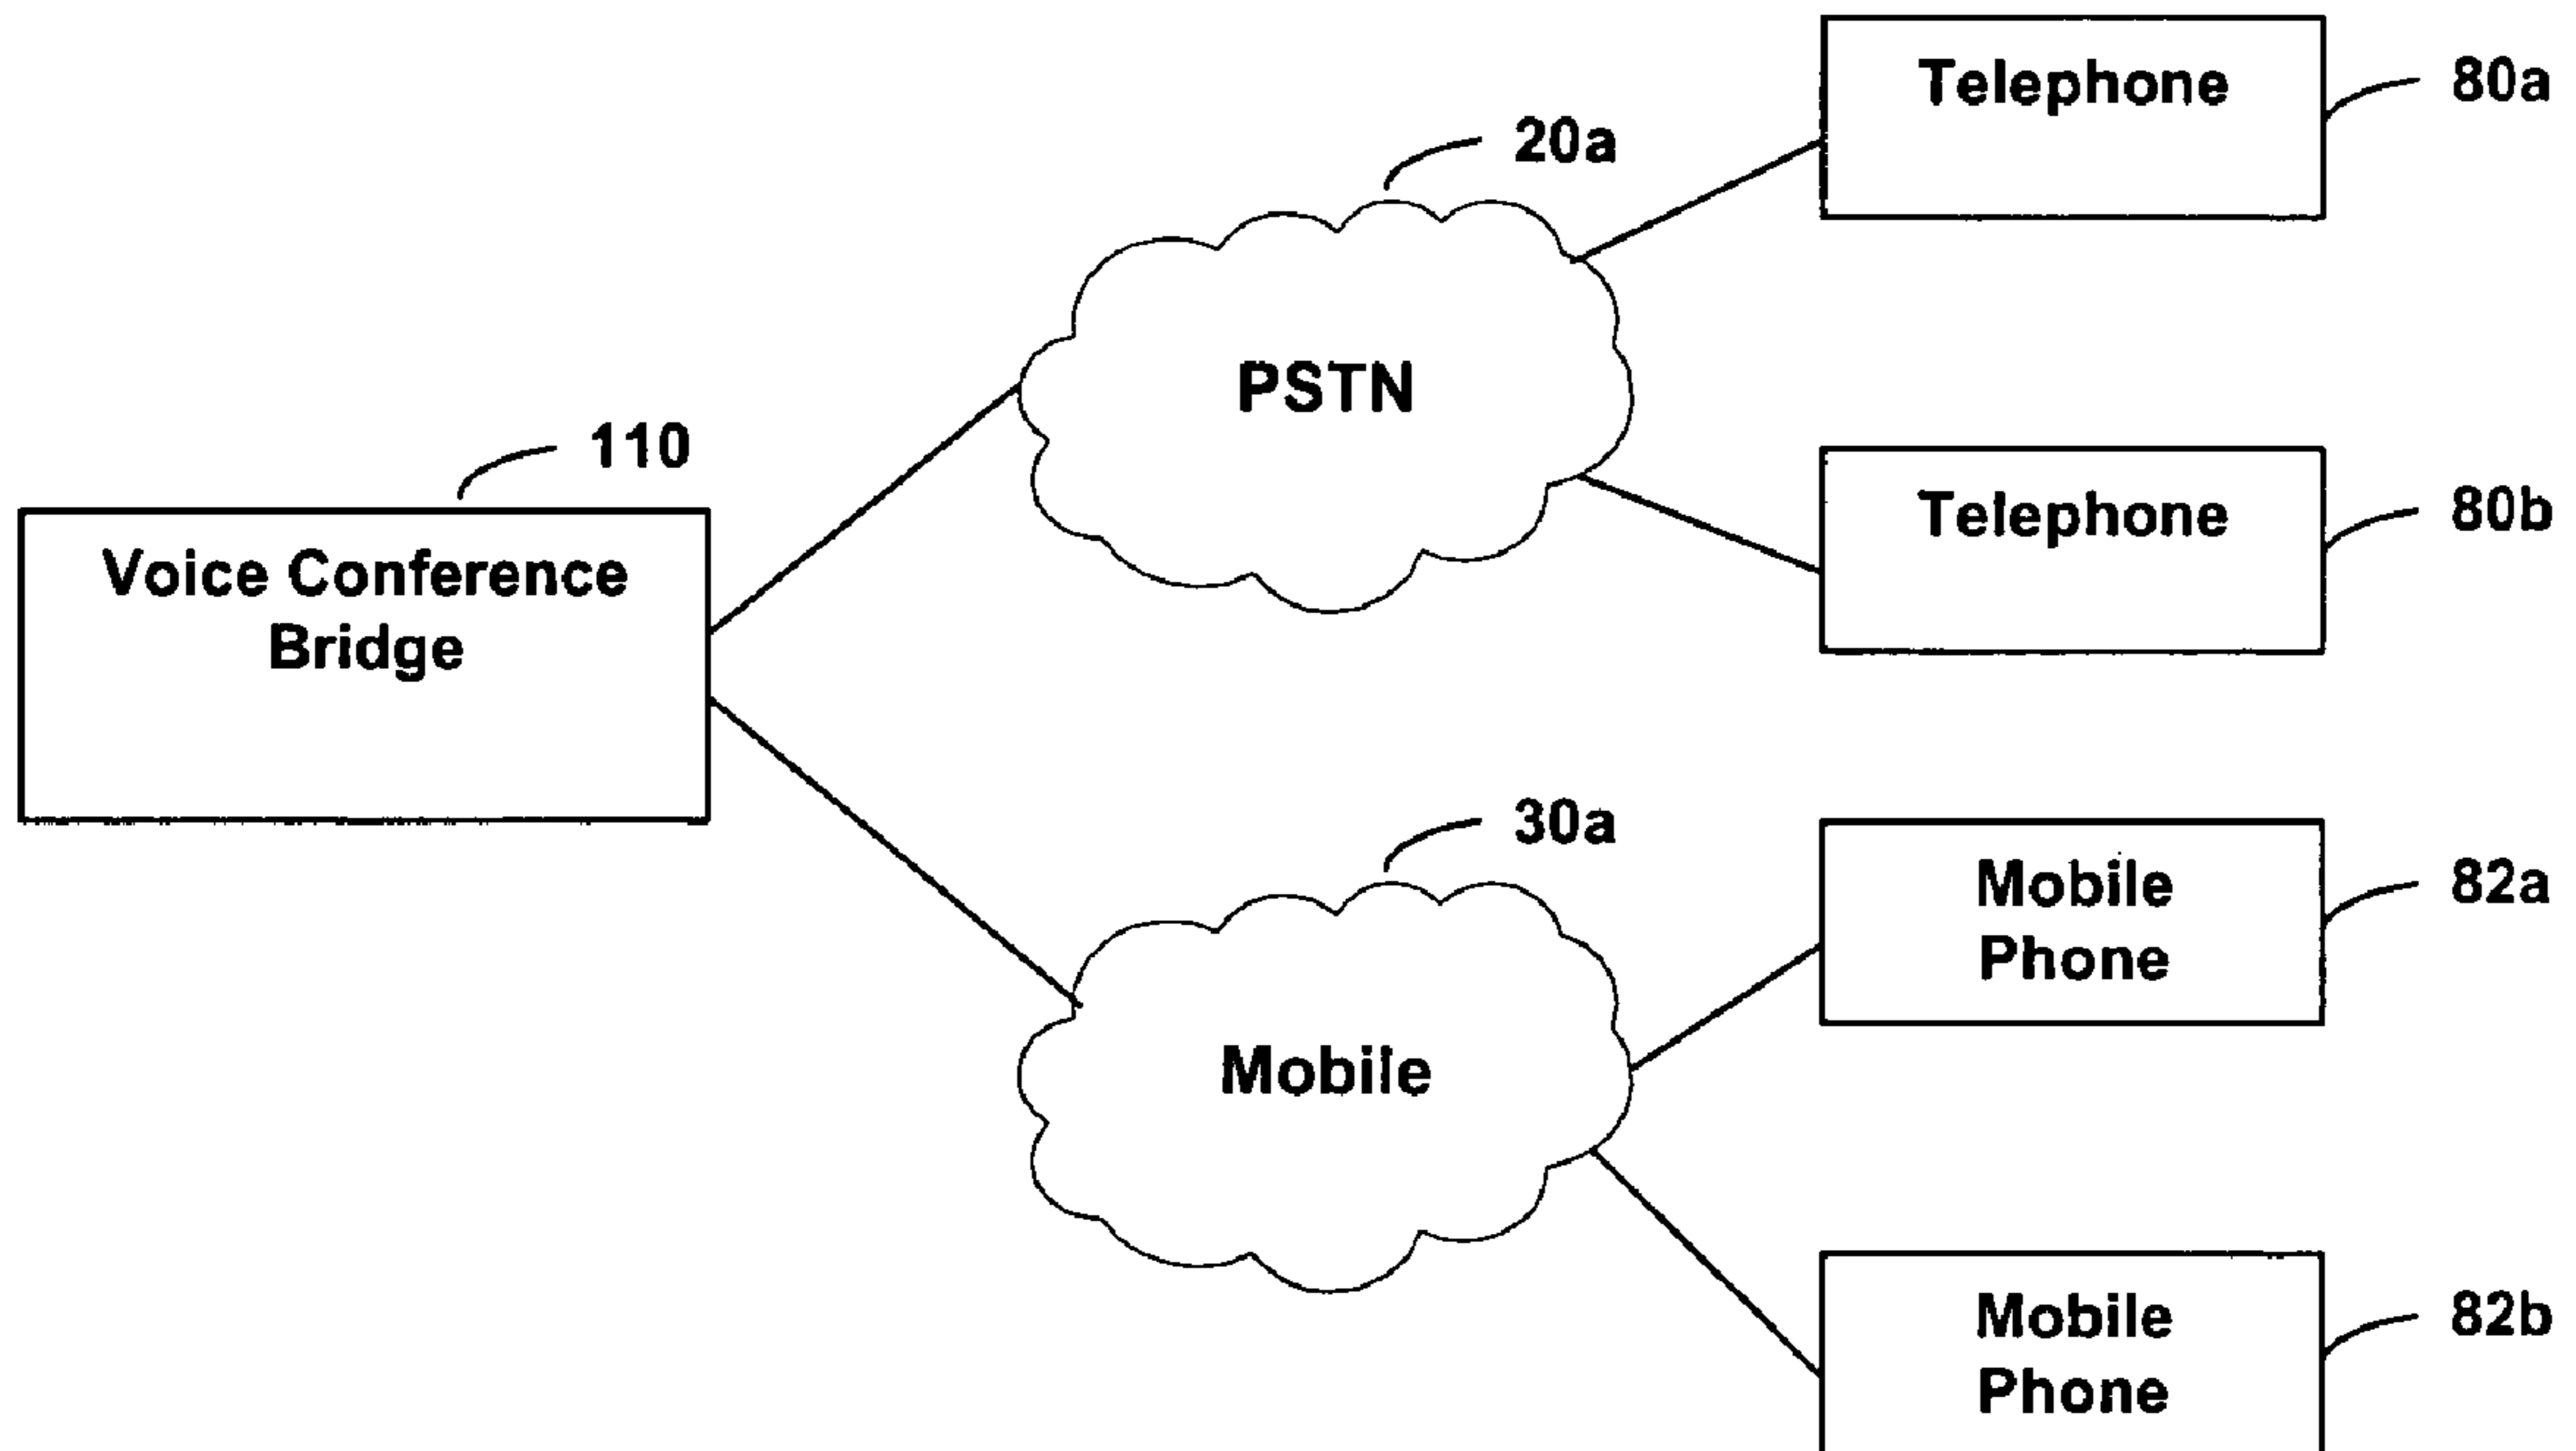 Telephone
80a
20a
PSTN
110
Telephone
80b
Voice Conference
Bridge
30a
Mobile
Phone
82a
Mobile
Mobile
Phone
82b